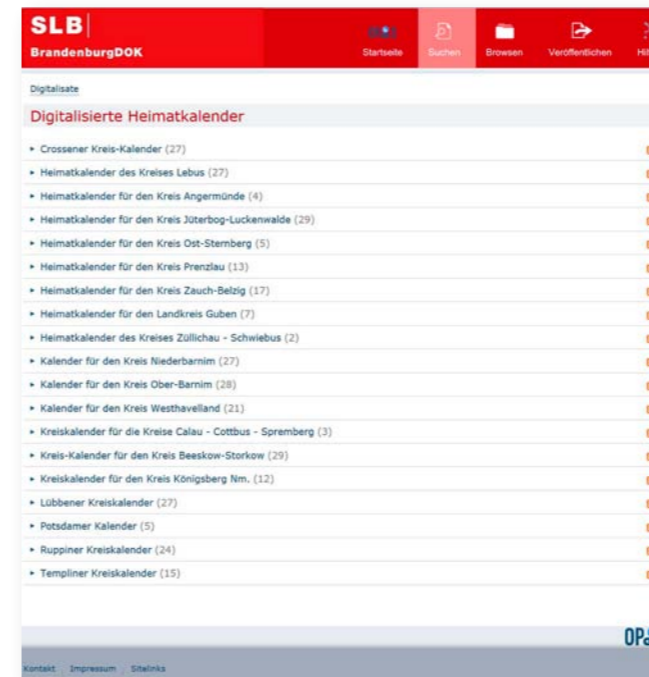 SLB
BrandenburgDOK
Startseite
Suchen
Browsen
Veröffentlichen
Digitalisate
Digitalisierte Heimatkalender
Crossener Kreis-Kalender (27)
Heimatkalender des Kreises Lebus (27)
Heimatkalender für den Kreis Angermünde (4)
Heimatkalender für den Kreis Jüterbog-Luckenwalde (29)
Heimatkalender für den Kreis Ost-Sternberg (5)
Heimatkalender für den Kreis Prenzlau (13)
Heimatkalender für den Kreis Zauch-Belzig (17)
Heimatkalender für den Landkreis Guben (7)
Heimatkalender des Kreises Züllichau - Schwiebus (2)
Kalender für den Kreis Niederbarnim (27)
Kalender für den Kreis Ober-Barnim (28)
Kalender für den Kreis Westhavelland (21)
Kreiskalender für die Kreise Calau - Cottbus - Spremberg (3)
Kreis-Kalender für den Kreis Beeskow-Storkow (29)
Kreiskalender für den Kreis Königsberg Nm. (12)
Lübbener Kreiskalender (27)
Potsdamer Kalender (5)
Ruppiner Kreiskalender (24)
Templiner Kreiskalender (15)
Kontakt Impressum Sitelinks